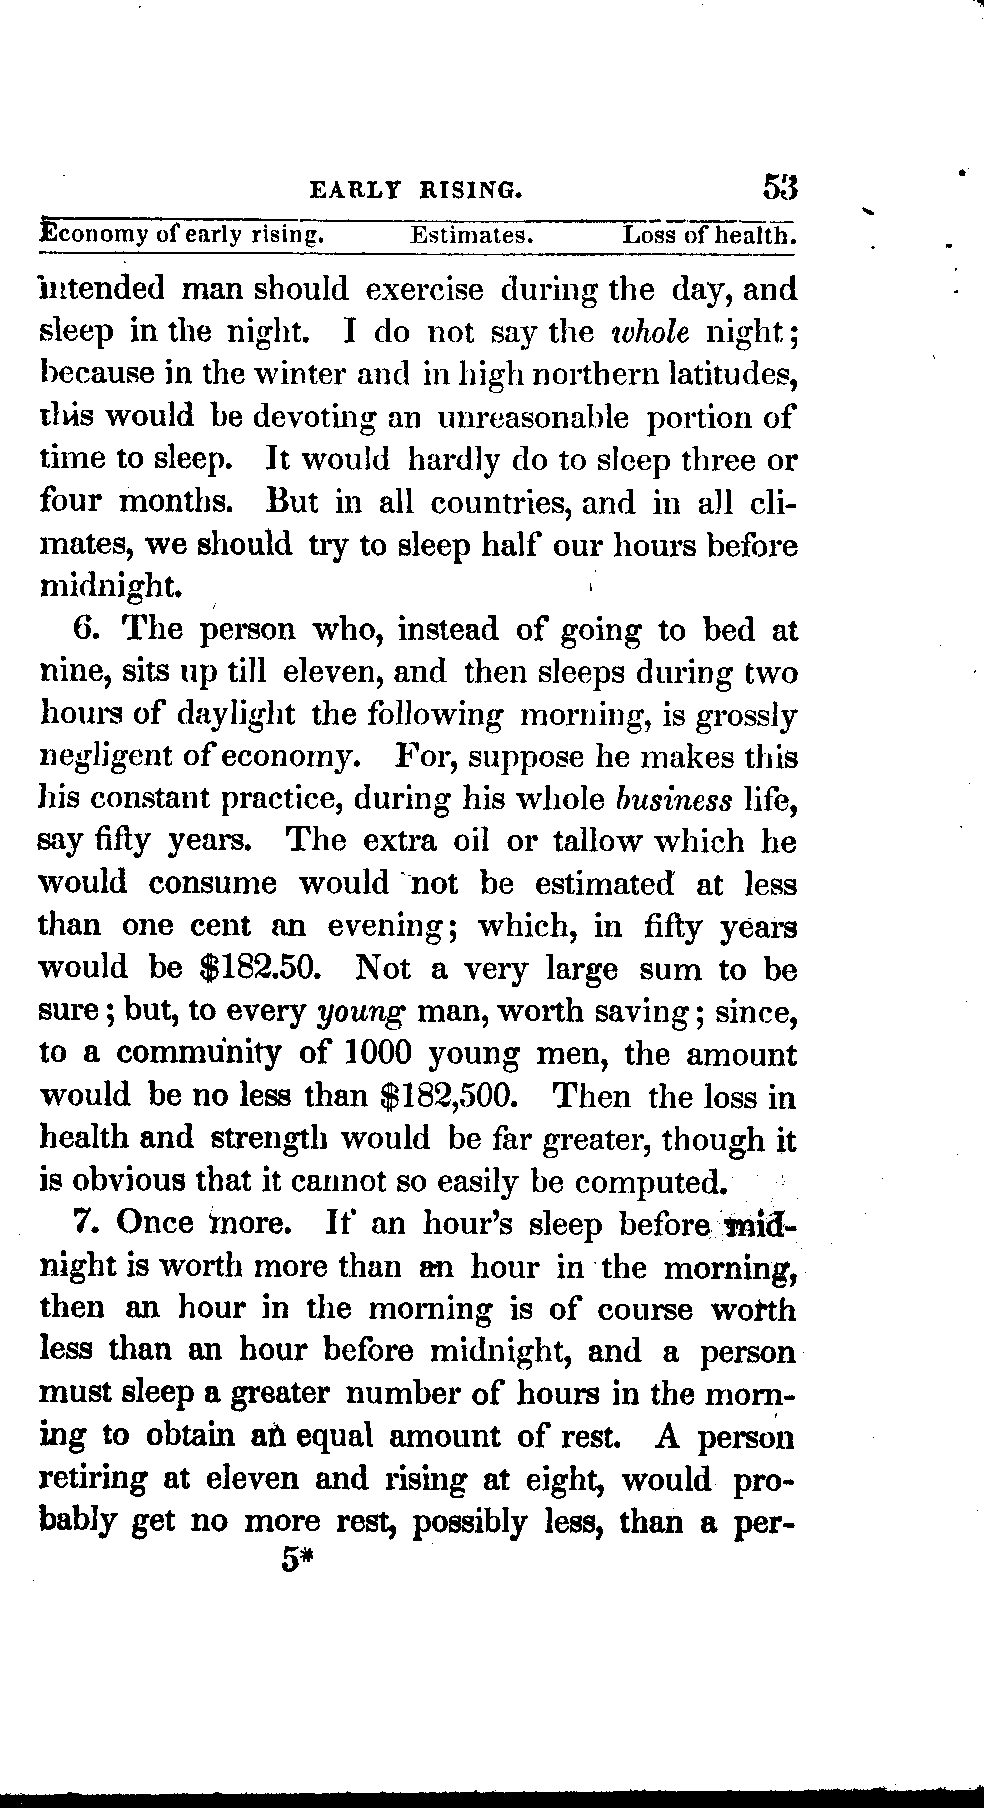 EARLY RISING. 53
Economy of early rising. Estimates. Loss of health.
intended man should exercise during the day, and
sleep in the night. I do not say the whole night;
because in the winter and in high northern latitudes,
this would be devoting an unreasonable portion of
time to sleep. It would hardly do to sleep three or
four months. But in all countries, and in all cli-
mates, we should try to sleep half our hours before
midnight.
6. The person who, instead of going to bed at
nine, sits up till eleven, and then sleeps during two
hours of daylight the following morning, is grossly
negligent of economy. For, suppose he makes this
his constant practice, during his whole business life,
say fifty years. The extra oil or tallow which he
would consume would not be estimated at less
than one cent an evening; which, in fifty years
would be $182.50. Not a very large sum to be
sure; but, to every young man, worth saving; since,
to a community of 1000 young men, the amount
would be no less than $182,500. Then the loss in
health and strength would be far greater, though it
is obvious that it cannot so easily be computed.
7. Once more. If an hour's sleep before mid-
night is worth more than an hour in the morning,
then an hour in the morning is of course worth
less than an hour before midnight, and a person
must sleep a greater number of hours in the morn-
ing to obtain an equal amount of rest. A person
retiring at eleven and rising at eight, would pro-
bably get no more rest, possibly less, than a per-
5*